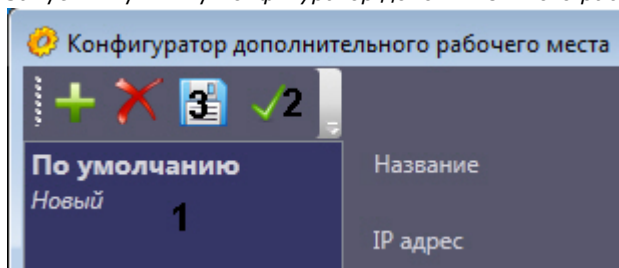 Конфигуратор дополнительного рабочего места
3 2
По умолчанию
Название
Новый
1
IP адрес